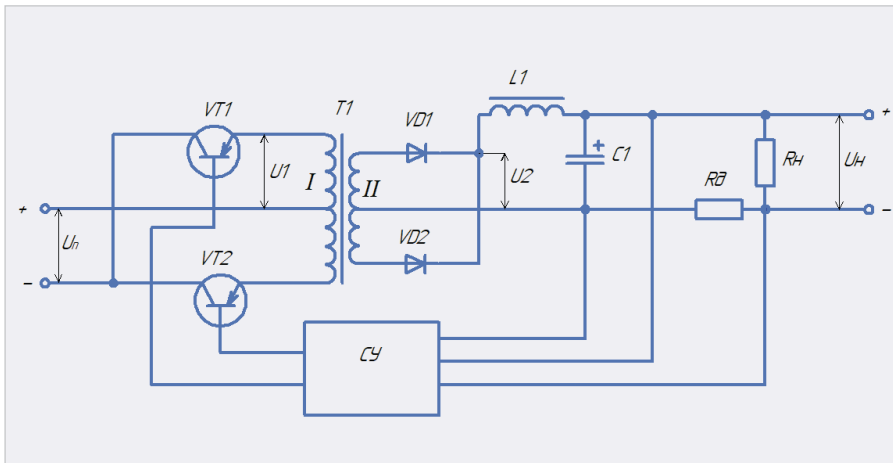 L1
VT1
T1
VD1
+
+
U1
I
II
U2
C1
Rд
Rн
Uн
+
Uп
−
VT2
VD2
−
СУ